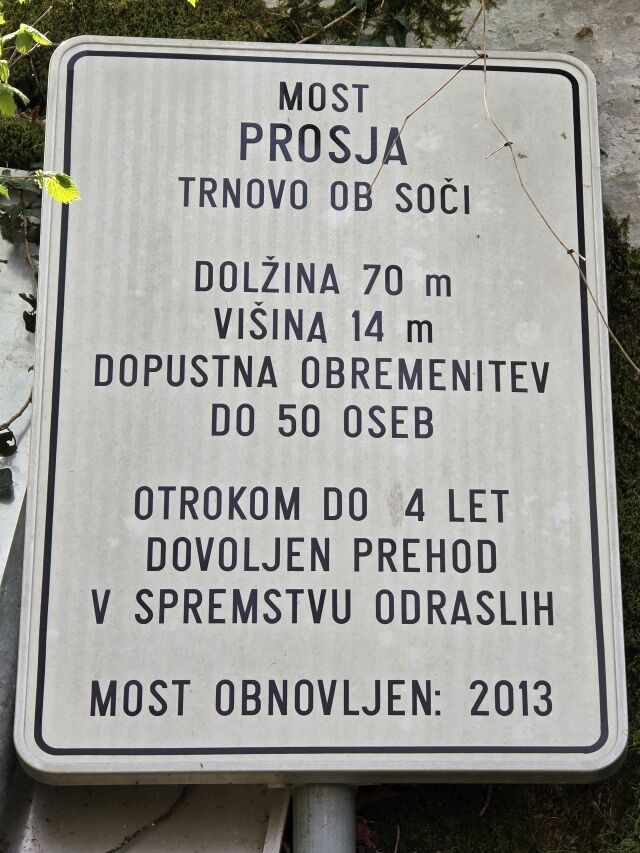 MOST
PROSJA
TRNOVO OB SOČI
DOLŽINA 70 m
VIŠINA 14 m
DOPUSTNA OBREMENITEV
DO 50 OSEB
OTROKOM DO 4 LET
DOVOLJEN PREHOD
V SPREMSTVU ODRASLIH
MOST OBNOVLJEN: 2013